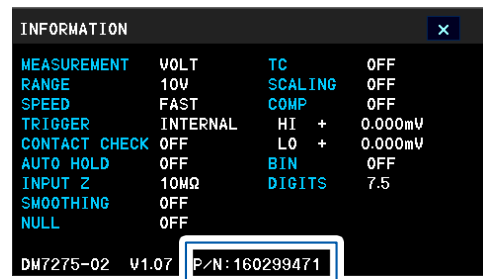 INFORMATION ×
MEASUREMENT VOLT TC OFF
RANGE 10V SCALING OFF
SPEED FAST COMP OFF
TRIGGER INTERNAL HI + 0.000mV
CONTACT CHECK OFF LO + 0.000mV
AUTO HOLD OFF BIN OFF
INPUT Z 10MΩ DIGITS 7.5
SMOOTHING OFF
NULL OFF
DM7275-02 V1.07 P/N:160299471